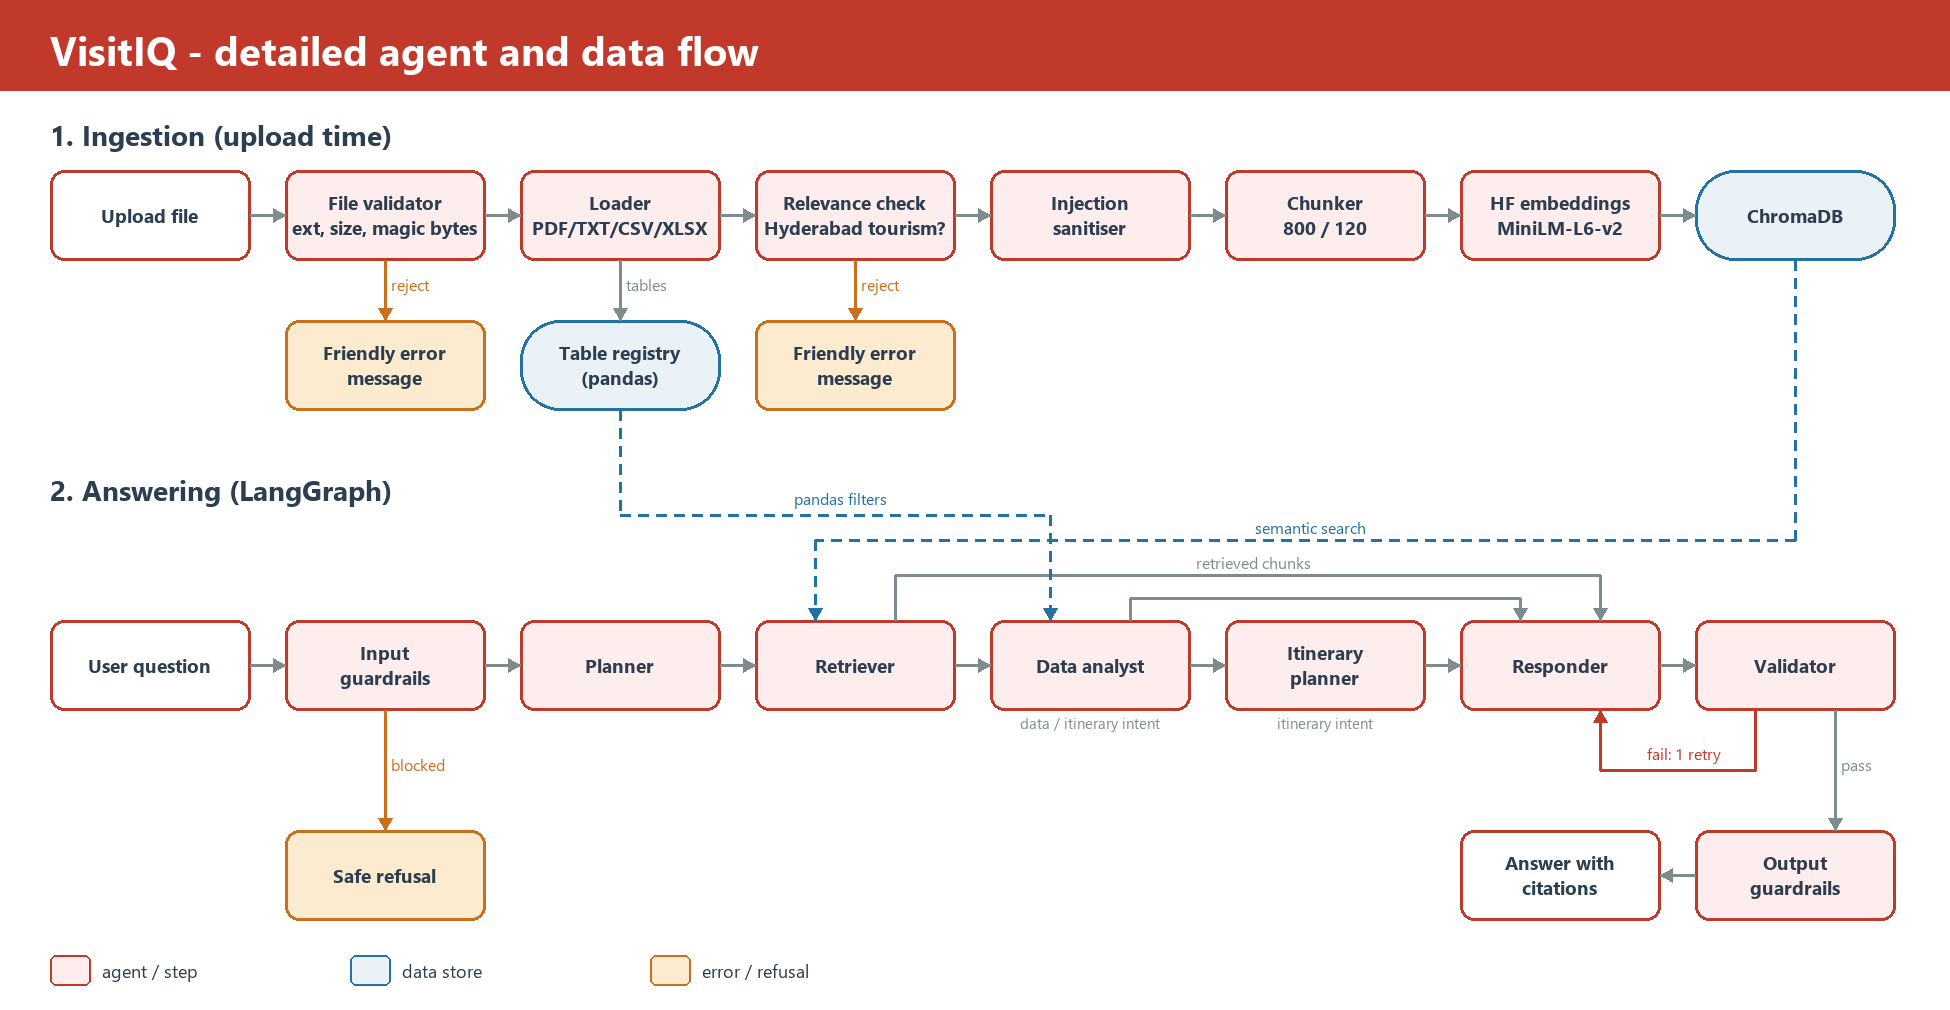 VisitIQ - detailed agent and data flow
1. Ingestion (upload time)
Upload file
File validator
ext, size, magic bytes
Loader
PDF/TXT/CSV/XLSX
Relevance check
Hyderabad tourism?
Injection
sanitiser
Chunker
800 / 120
HF embeddings
MiniLM-L6-v2
ChromaDB
reject
tables
reject
Friendly error
message
Table registry
(pandas)
Friendly error
message
2. Answering (LangGraph)
pandas filters
semantic search
retrieved chunks
User question
Input
guardrails
Planner
Retriever
Data analyst
Itinerary
planner
Responder
Validator
data / itinerary intent
itinerary intent
fail: 1 retry
blocked
pass
Safe refusal
Answer with
citations
Output
guardrails
agent / step
data store
error / refusal